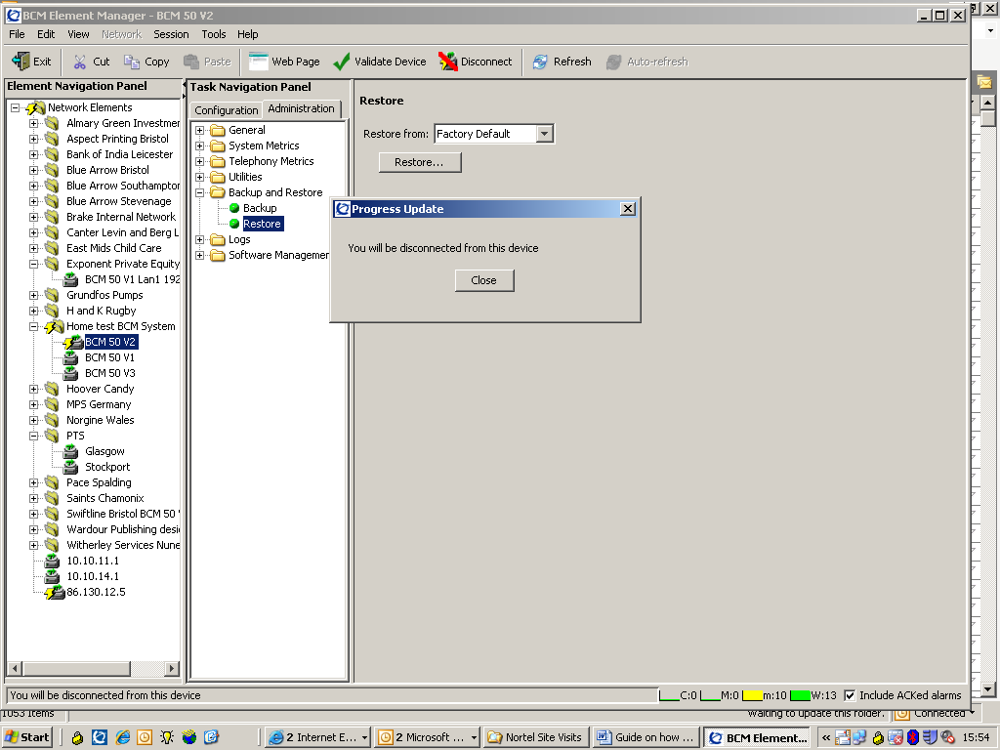 BCM Element Manager - BCM 50 V2
File Edit View Network Session Tools Help
Exit Cut Copy Paste Web Page Validate Device Disconnect Refresh Auto-refresh
Element Navigation Panel
Network Elements
Almary Green Investmer
Aspect Printing Bristol
Bank of India Leicester
Blue Arrow Bristol
Blue Arrow Southamptor
Blue Arrow Stevenage
Brake Internal Network
Canter Levin and Berg L
East Mids Child Care
Exponent Private Equity
BCM 50 V1 Lan1 192
Grundfos Pumps
H and K Rugby
Home test BCM System
BCM 50 V2
BCM 50 V1
BCM 50 V3
Hoover Candy
MPS Germany
Norgine Wales
PTS
Glasgow
Stockport
Pace Spalding
Saints Chamonix
Swiftline Bristol BCM 50
Wardour Publishing desi
Witherley Services Nune
10.10.11.1
10.10.14.1
86.130.12.5
Task Navigation Panel
Configuration Administration
General
System Metrics
Telephony Metrics
Utilities
Backup and Restore
Backup
Restore
Logs
Software Managemer
Restore
Restore from: Factory Default
Restore...
Progress Update
You will be disconnected from this device
Close
You will be disconnected from this device
C:0 M:0 m:10 W:13 Include ACKed alarms
1053 Items
Waiting to update this folder. Connected
Start 2 Internet E... 2 Microsoft ... Nortel Site Visits Guide on how ... BCM Element... « 15:54